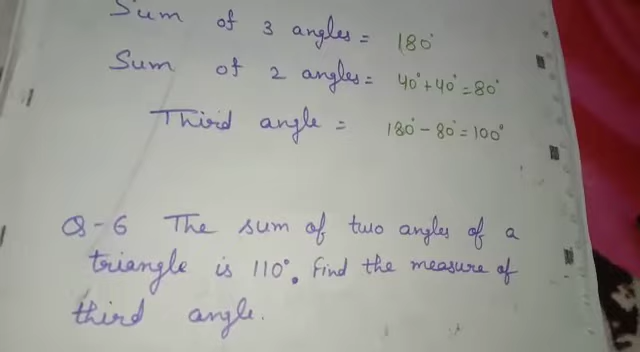 Sum of 3 angles = 180°
Sum of 2 angles = 40°+40°=80°
Third angle = 180°-80°=100°
Q-6 The sum of two angles of a
triangle is 110°. Find the measure of
third angle.